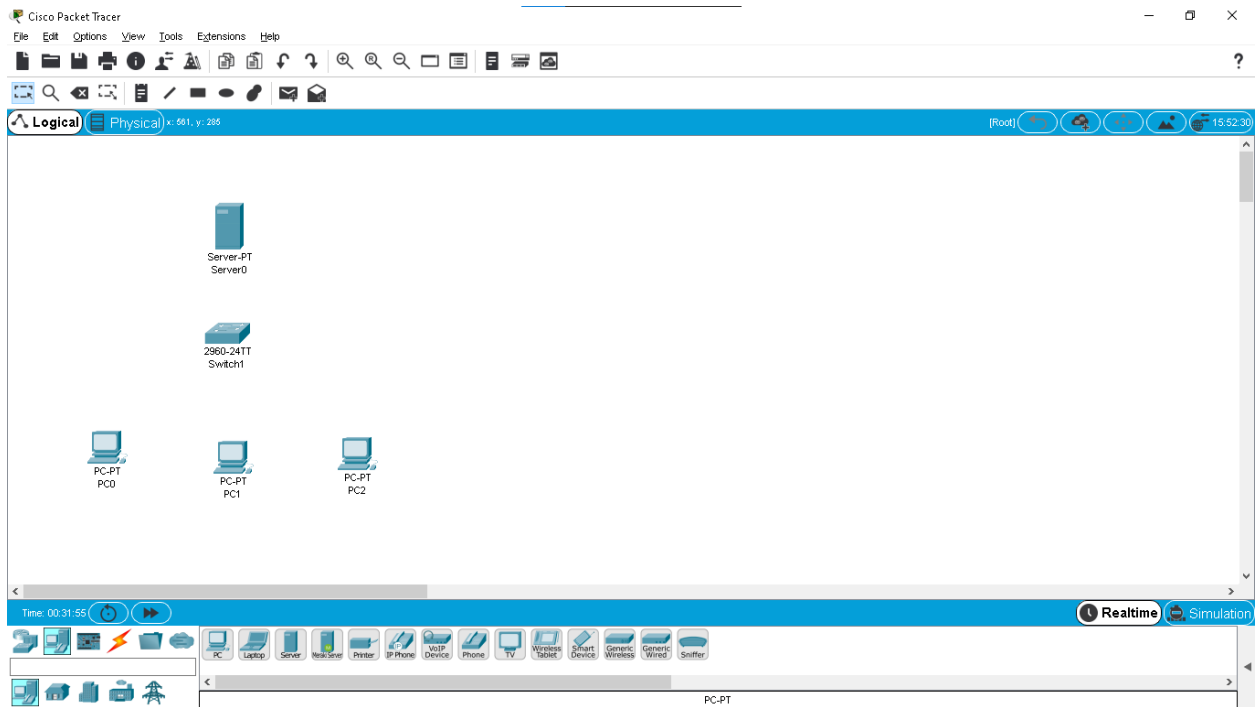 Cisco Packet Tracer
File Edit Options View Tools Extensions Help
?
Logical Physical x: 561, y: 285 [Root] 15:52:30
Server-PT
Server0
2960-24TT
Switch1
PC-PT
PC0
PC-PT
PC1
PC-PT
PC2
Time: 00:31:55 Realtime Simulation
PC Laptop Server Meraki Server Printer IP Phone VoIP Device Phone TV Wireless Tablet Smart Device Generic Wireless Generic Wired Sniffer
PC-PT